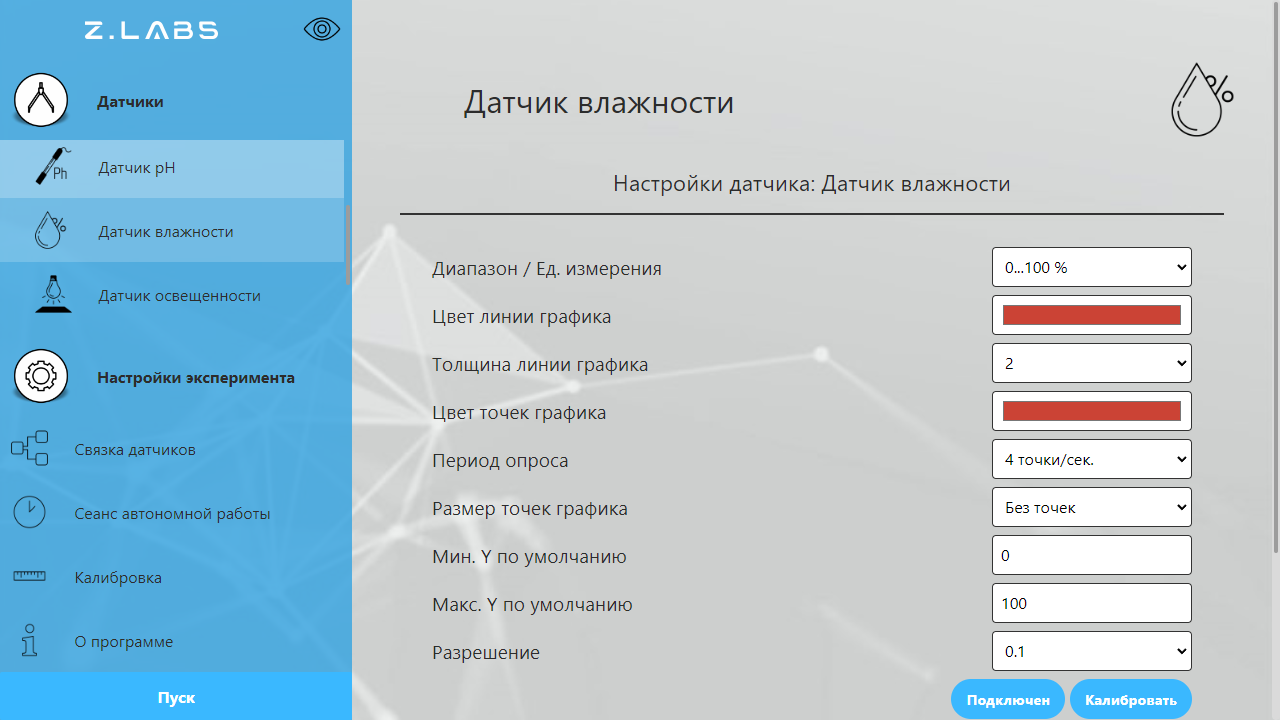 Z.LABS
Датчики
Ph
Датчик pH
%
Датчик влажности
Датчик освещенности
Настройки эксперимента
Связка датчиков
Сеанс автономной работы
Калибровка
О программе
Пуск
Датчик влажности
%
Настройки датчика: Датчик влажности
Диапазон / Ед. измерения
0...100 %
Цвет линии графика
Толщина линии графика
2
Цвет точек графика
Период опроса
4 точки/сек.
Размер точек графика
Без точек
Мин. Y по умолчанию
0
Макс. Y по умолчанию
100
Разрешение
0.1
Подключен
Калибровать